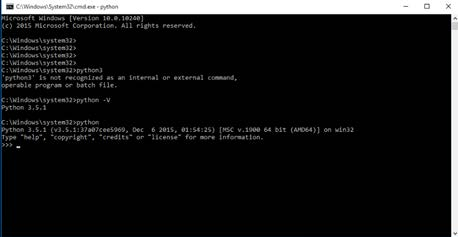 C:\Windows\System32\cmd.exe - python
Microsoft Windows [Version 10.0.10240]
(c) 2015 Microsoft Corporation. All rights reserved.
C:\Windows\system32>
C:\Windows\system32>
C:\Windows\system32>
C:\Windows\system32>
C:\Windows\system32>python3
'python3' is not recognized as an internal or external command,
operable program or batch file.
C:\Windows\system32>python -V
Python 3.5.1
C:\Windows\system32>python
Python 3.5.1 (v3.5.1:37a07cee5969, Dec  6 2015, 01:54:25) [MSC v.1900 64 bit (AMD64)] on win32
Type "help", "copyright", "credits" or "license" for more information.
>>> _